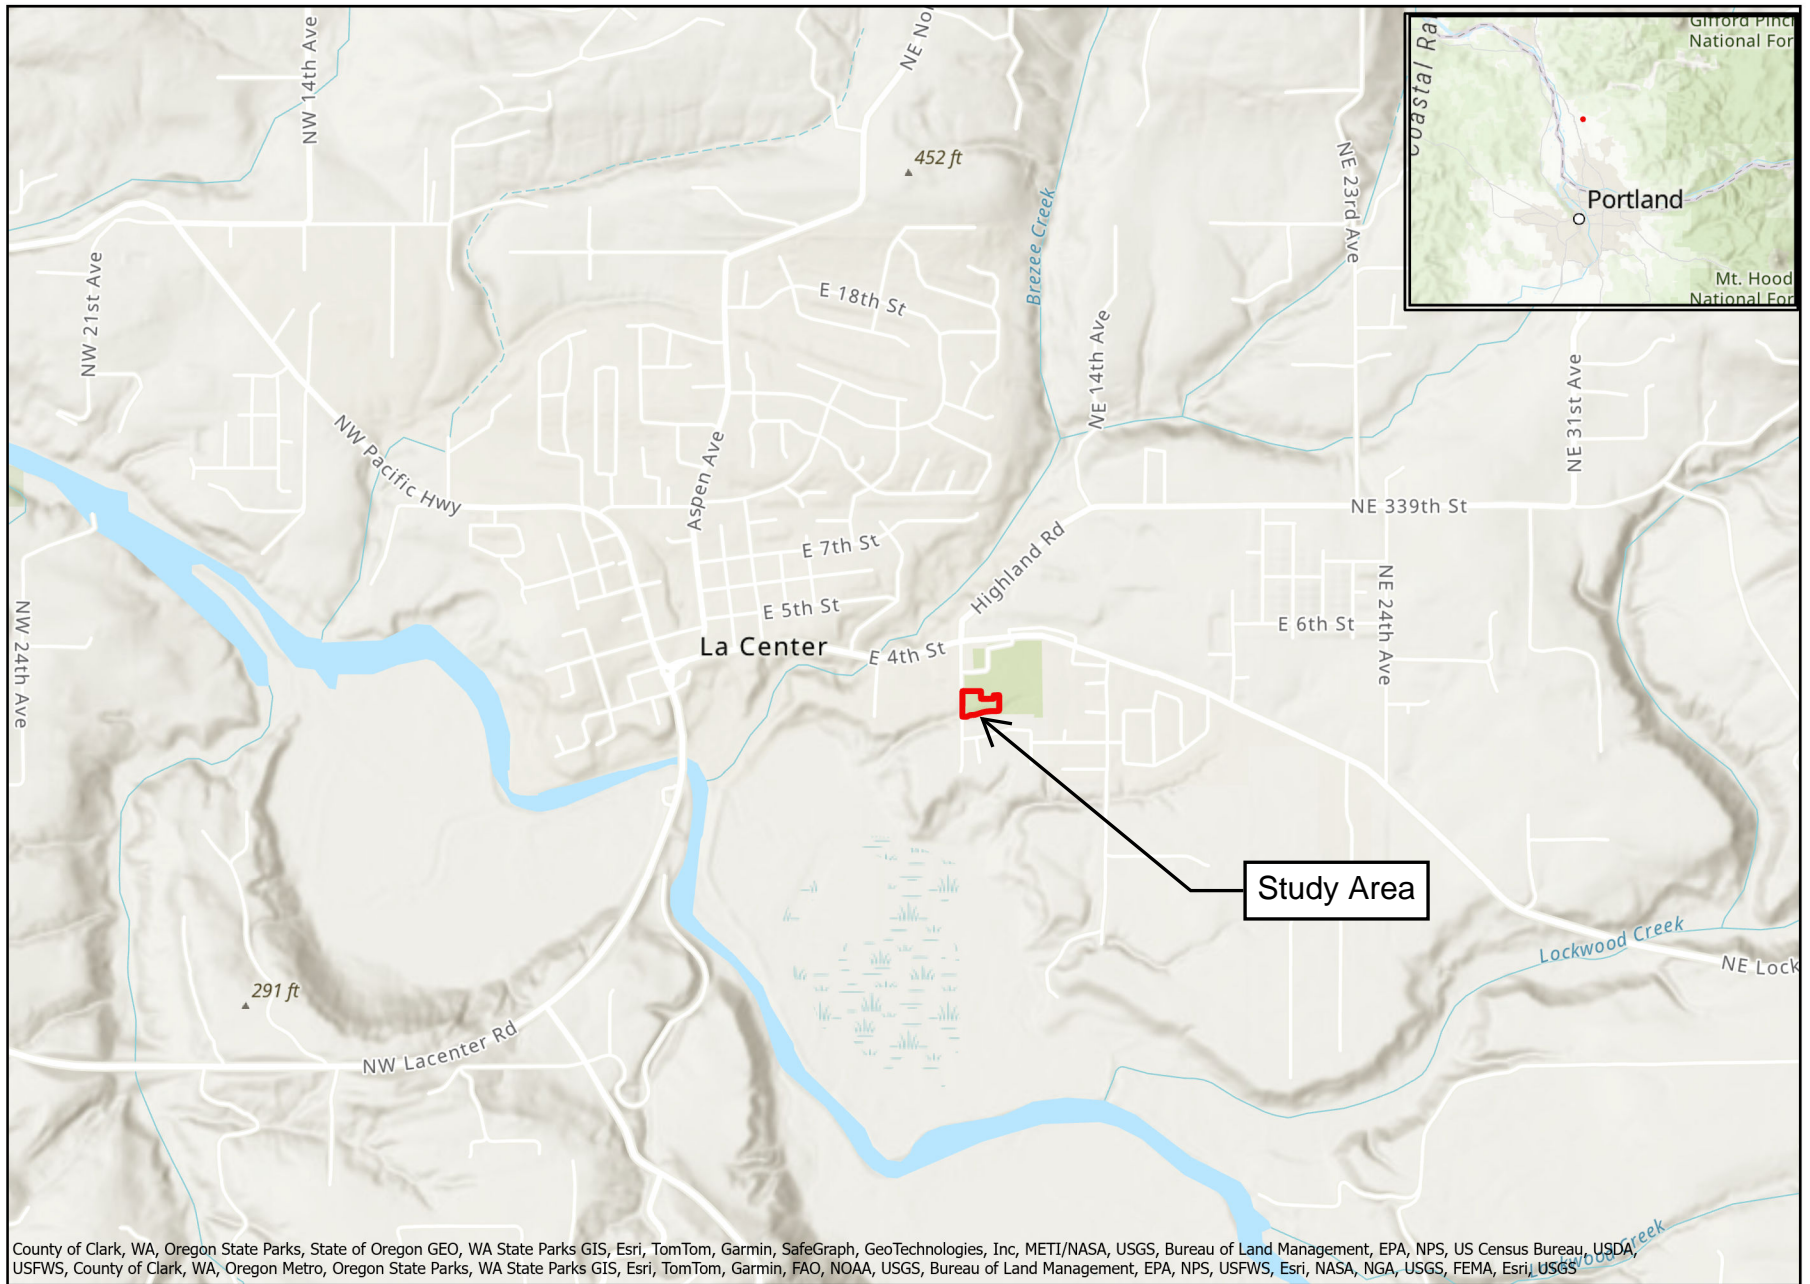 NW 14th Ave
NE Nor
Gifford Pinc
National For
Coastal Ra
Portland
Mt. Hood
National For
452 ft
NE 23rd Ave
Brezee Creek
NW 21st Ave
E 18th St
NE 14th Ave
NE 31st Ave
NW Pacific Hwy
Aspen Ave
NE 339th St
E 7th St
Highland Rd
E 5th St
E 6th St
NE 24th Ave
NW 24th Ave
La Center
E 4th St
Study Area
Lockwood Creek
NE Lock
291 ft
NW Lacenter Rd
Lockwood Creek
County of Clark, WA, Oregon State Parks, State of Oregon GEO, WA State Parks GIS, Esri, TomTom, Garmin, SafeGraph, GeoTechnologies, Inc, METI/NASA, USGS, Bureau of Land Management, EPA, NPS, US Census Bureau, USDA,
USFWS, County of Clark, WA, Oregon Metro, Oregon State Parks, WA State Parks GIS, Esri, TomTom, Garmin, FAO, NOAA, USGS, Bureau of Land Management, EPA, NPS, USFWS, Esri, NASA, NGA, USGS, FEMA, Esri, USGS